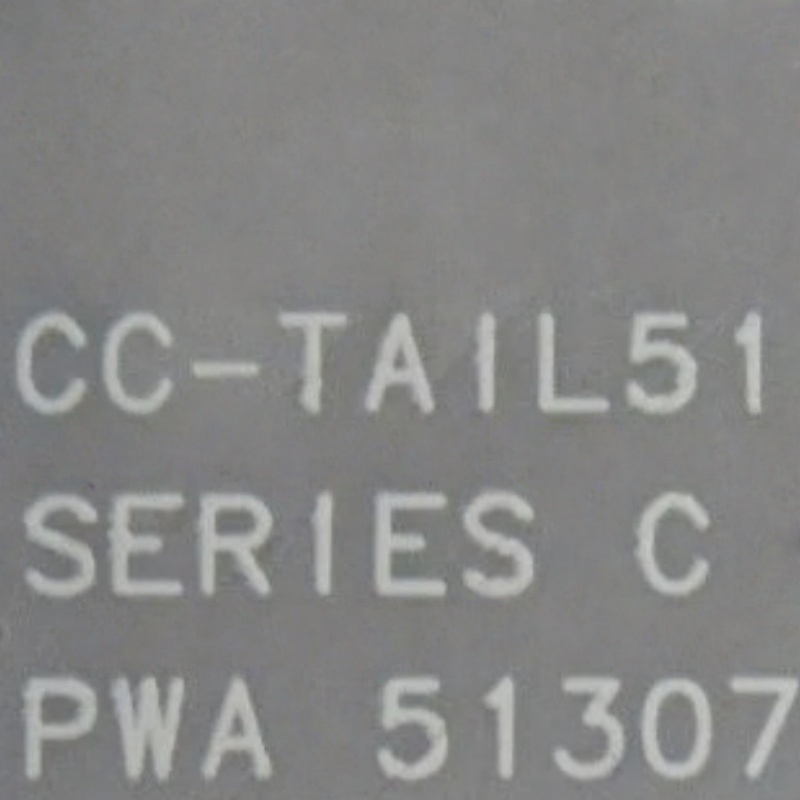 CC-TAIL51
SERIES C
PWA 51307